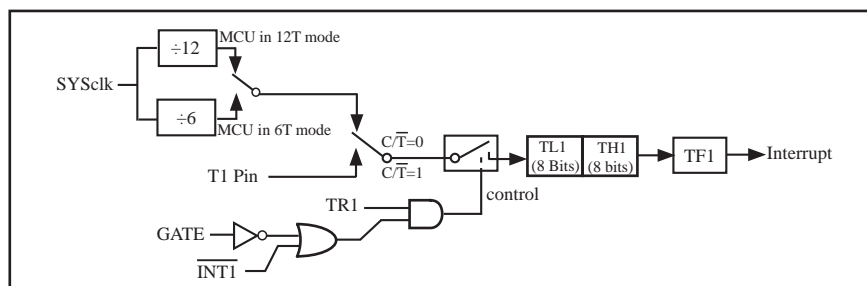 ÷12
MCU in 12T mode
SYSclk
÷6
MCU in 6T mode
C/T̅=0
C/T̅=1
T1 Pin
TL1
(8 Bits)
TH1
(8 bits)
TF1
Interrupt
control
TR1
GATE
I̅N̅T̅1̅